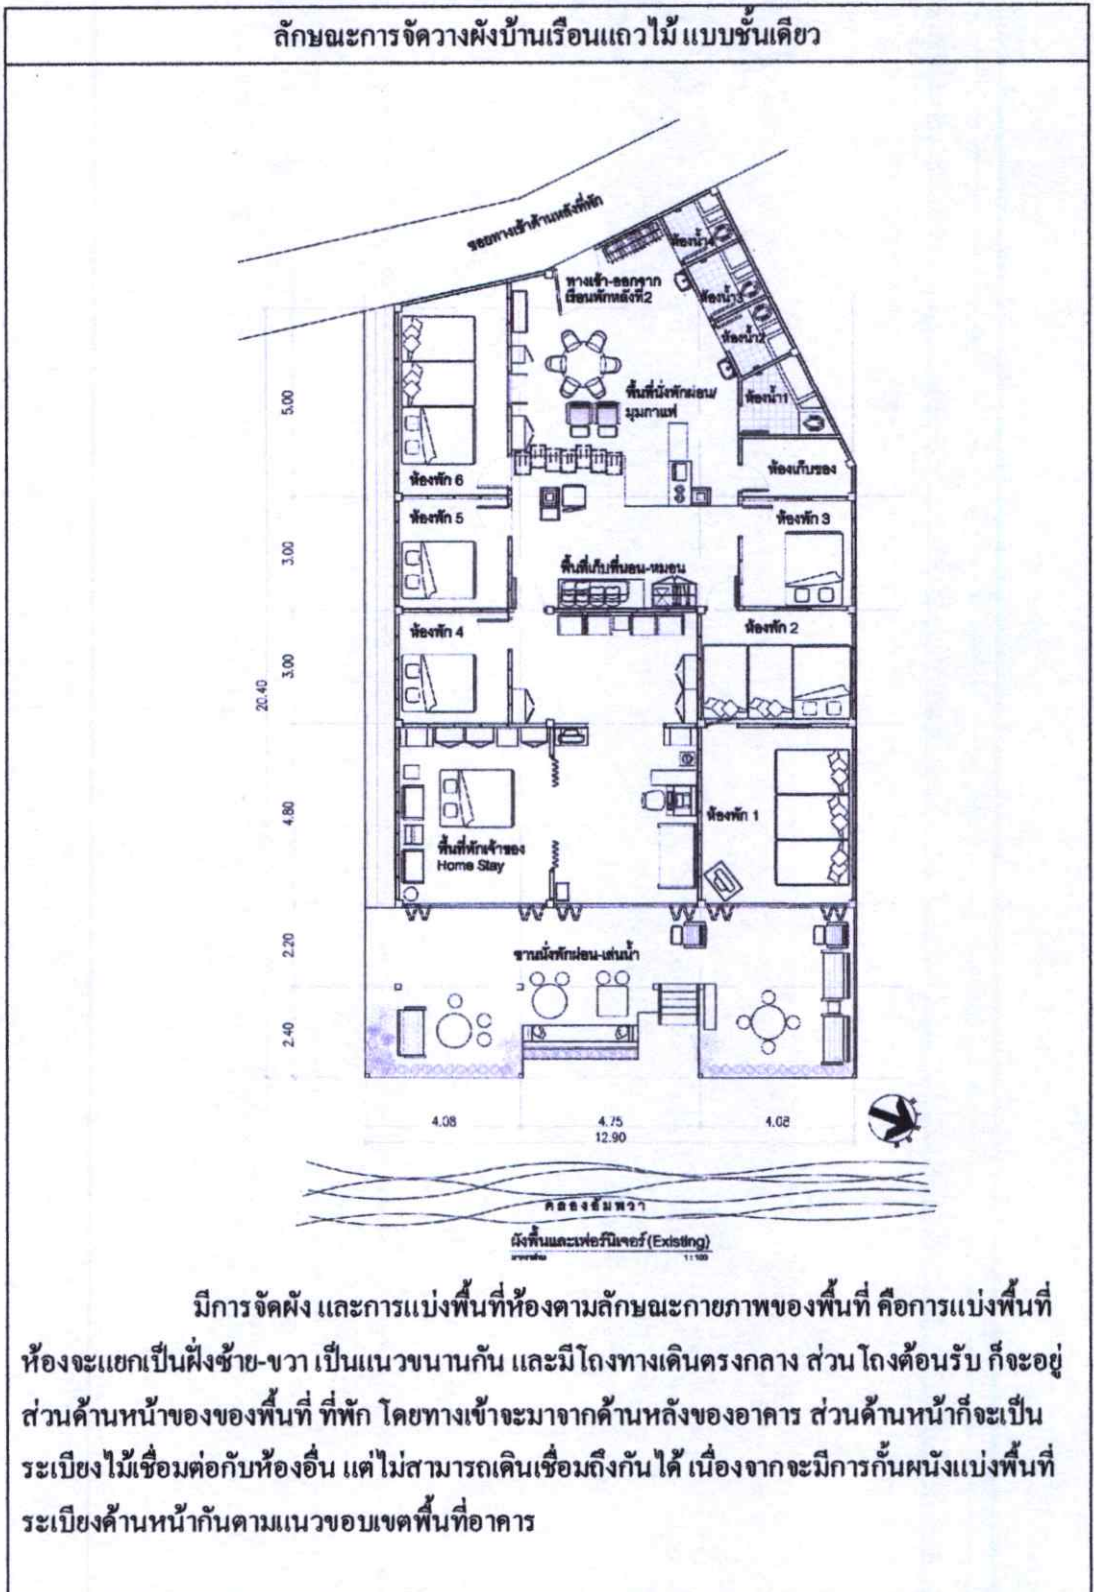 ลักษณะการจัดวางผังบ้านเรือนแถวไม้ แบบชั้นเดียว
ซอยทางเข้าด้านหลังที่พัก
ห้องน้ำ4
ทางเข้า-ออกจาก
เรือนพักหลังที่2
ห้องน้ำ3
ห้องน้ำ2
พื้นที่นั่งพักผ่อน/
มุมกาแฟ
ห้องน้ำ1
5.00
ห้องเก็บของ
ห้องพัก 6
ห้องพัก 5
ห้องพัก 3
3.00
พื้นที่เก็บที่นอน-หมอน
ห้องพัก 4
ห้องพัก 2
3.00
20.40
4.80
ห้องพัก 1
พื้นที่พักเจ้าของ
Home Stay
2.20
ชานนั่งพักผ่อน-เล่นน้ำ
2.40
4.08
4.75
4.08
12.90
คลองอัมพวา
ผังพื้นและเฟอร์นิเจอร์ (Existing)
1:100
มีการจัดผัง และการแบ่งพื้นที่ห้องตามลักษณะกายภาพของพื้นที่ คือการแบ่งพื้นที่
ห้องจะแยกเป็นฝั่งซ้าย-ขวา เป็นแนวขนานกัน และมีโถงทางเดินตรงกลาง ส่วนโถงต้อนรับ ก็จะอยู่
ส่วนด้านหน้าของของพื้นที่ ที่พัก โดยทางเข้าจะมาจากด้านหลังของอาคาร ส่วนด้านหน้าก็จะเป็น
ระเบียงไม้เชื่อมต่อกับห้องอื่น แต่ไม่สามารถเดินเชื่อมถึงกันได้ เนื่องจากจะมีการกั้นผนังแบ่งพื้นที่
ระเบียงด้านหน้ากันตามแนวขอบเขตพื้นที่อาคาร